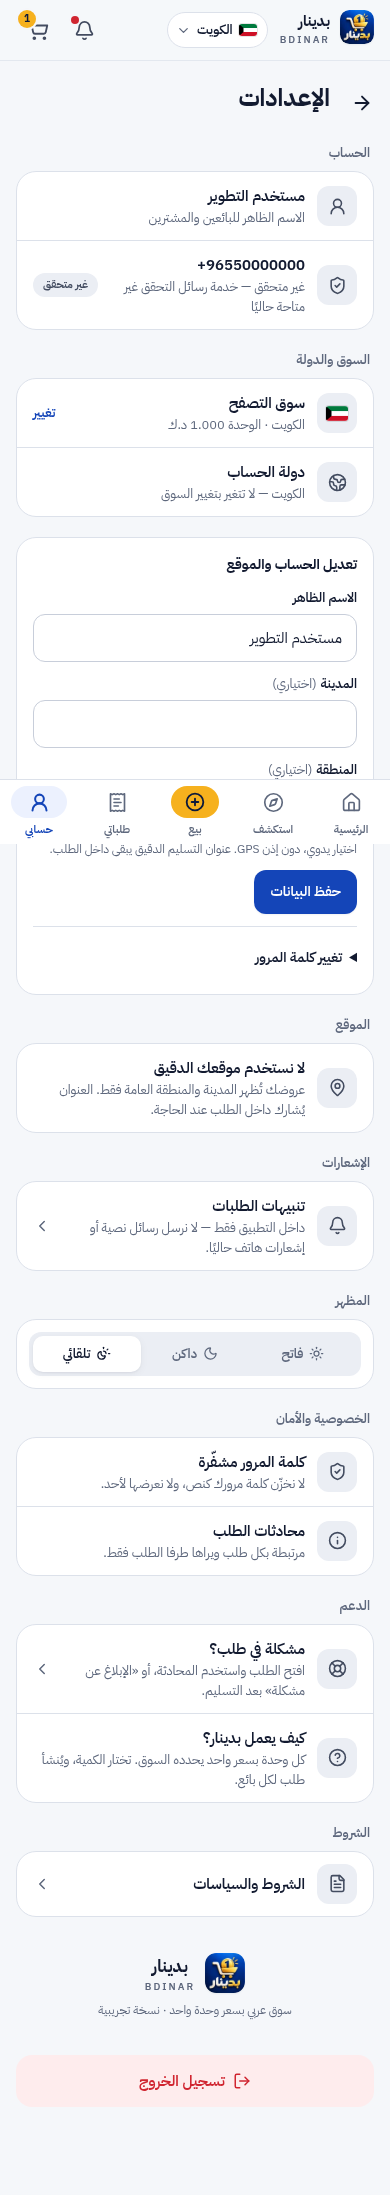 بدينار
BDINAR
الكويت
1
الإعدادات
الحساب
مستخدم التطوير
الاسم الظاهر للبائعين والمشترين
+96550000000
غير متحقق — خدمة رسائل التحقق غير
متاحة حاليًا
غير متحقق
السوق والدولة
سوق التصفح
الكويت · الوحدة 1.000 د.ك
تغيير
دولة الحساب
الكويت — لا تتغير بتغيير السوق
تعديل الحساب والموقع
الاسم الظاهر
مستخدم التطوير
المدينة (اختياري)
المنطقة (اختياري)
الرئيسية
استكشف
بيع
طلباتي
حسابي
اختيار يدوي، دون إذن GPS. عنوان التسليم الدقيق يبقى داخل الطلب.
حفظ البيانات
تغيير كلمة المرور
الموقع
لا نستخدم موقعك الدقيق
عروضك تُظهر المدينة والمنطقة العامة فقط. العنوان
يُشارك داخل الطلب عند الحاجة.
الإشعارات
تنبيهات الطلبات
داخل التطبيق فقط — لا نرسل رسائل نصية أو
إشعارات هاتف حاليًا.
المظهر
فاتح
داكن
تلقائي
الخصوصية والأمان
كلمة المرور مشفّرة
لا نخزّن كلمة مرورك كنص، ولا نعرضها لأحد.
محادثات الطلب
مرتبطة بكل طلب ويراها طرفا الطلب فقط.
الدعم
مشكلة في طلب؟
افتح الطلب واستخدم المحادثة، أو «الإبلاغ عن
مشكلة» بعد التسليم.
كيف يعمل بدينار؟
كل وحدة بسعر واحد يحدده السوق. تختار الكمية، ويُنشأ
طلب لكل بائع.
الشروط
الشروط والسياسات
بدينار
BDINAR
سوق عربي بسعر وحدة واحد · نسخة تجريبية
تسجيل الخروج